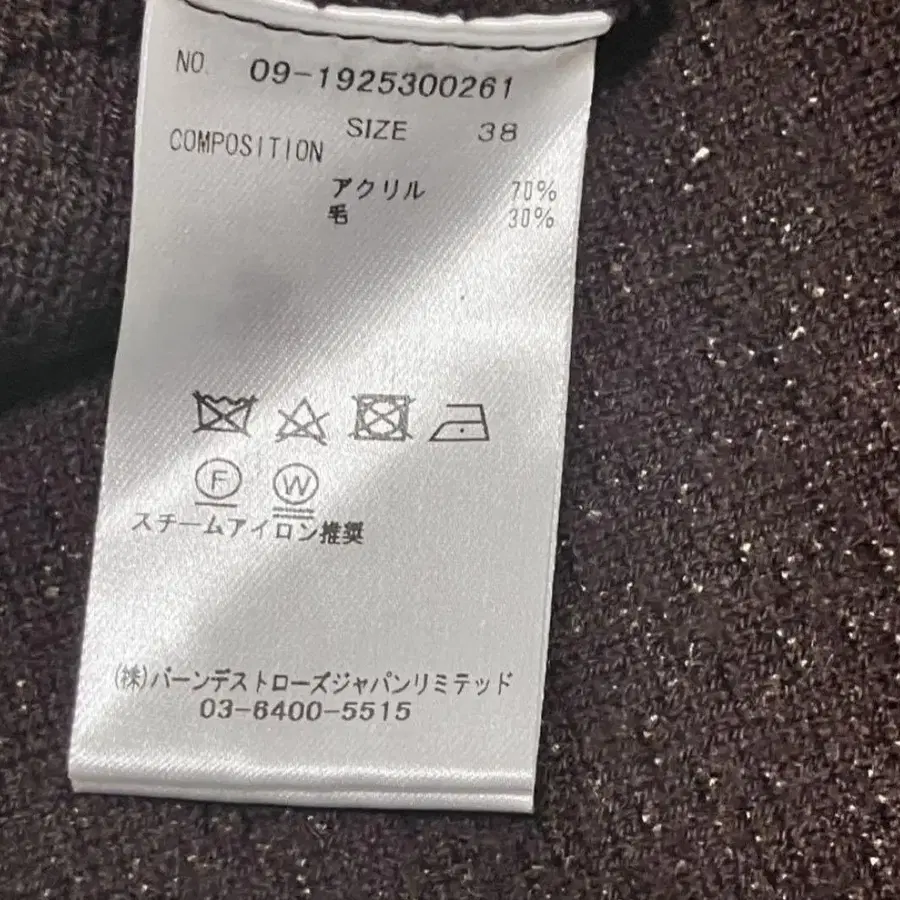 NO. 09-1925300261
SIZE 38
COMPOSITION
アクリル 70%
毛 30%
F W
スチームアイロン推奨
(株)バーンデストローズジャパンリミテッド
03-6400-5515